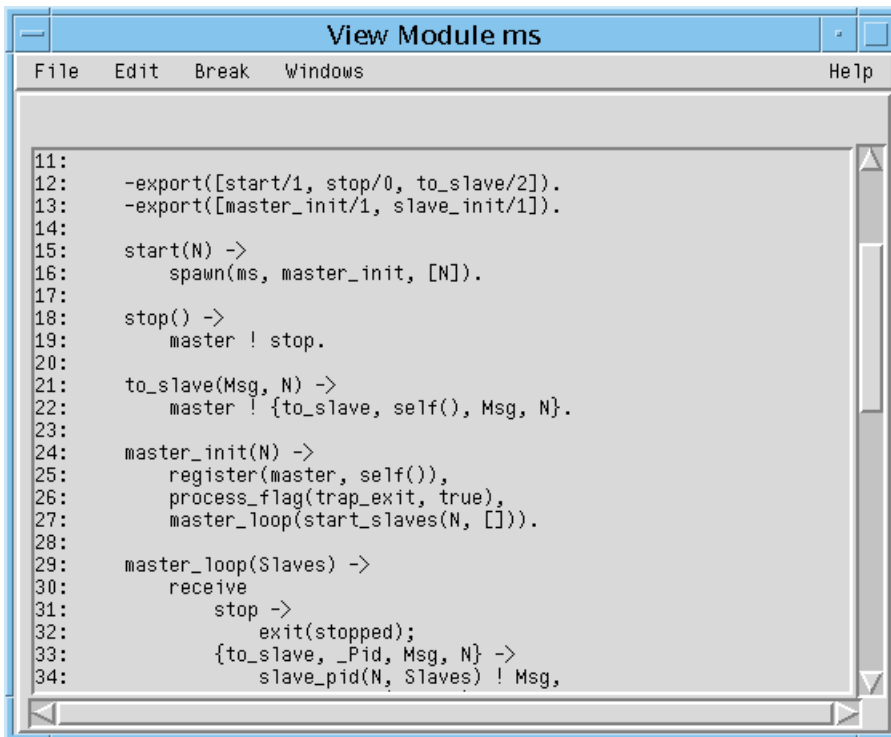 View Module ms
File Edit Break Windows Help
11:
12:     -export([start/1, stop/0, to_slave/2]).
13:     -export([master_init/1, slave_init/1]).
14:
15:     start(N) ->
16:         spawn(ms, master_init, [N]).
17:
18:     stop() ->
19:         master ! stop.
20:
21:     to_slave(Msg, N) ->
22:         master ! {to_slave, self(), Msg, N}.
23:
24:     master_init(N) ->
25:         register(master, self()),
26:         process_flag(trap_exit, true),
27:         master_loop(start_slaves(N, [])).
28:
29:     master_loop(Slaves) ->
30:         receive
31:             stop ->
32:                 exit(stopped);
33:             {to_slave, _Pid, Msg, N} ->
34:                 slave_pid(N, Slaves) ! Msg,